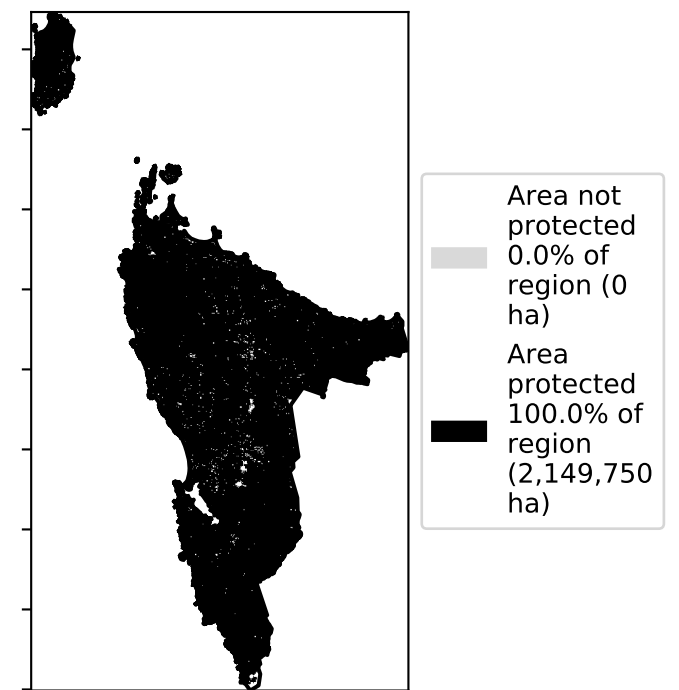 Area not
protected
0.0% of
region (0
ha)
Area
protected
100.0% of
region
(2,149,750
ha)